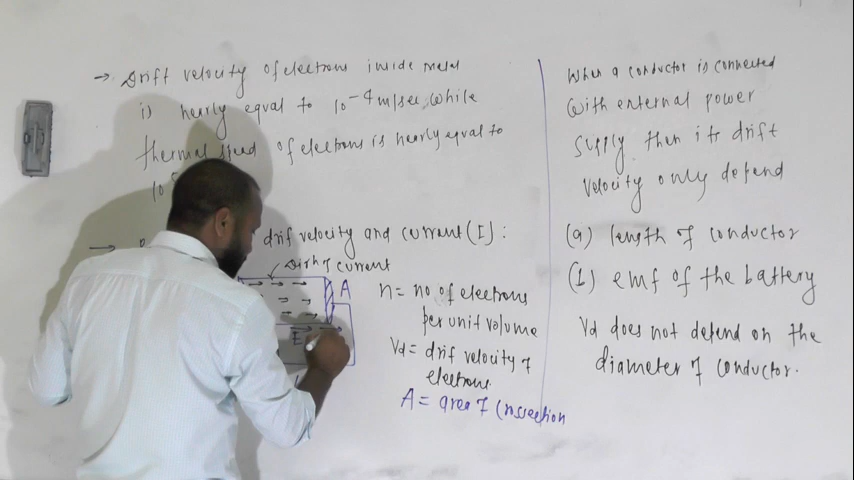 → Drift velocity of electrons inside metal
is nearly equal to 10⁻⁴ m/sec, while
thermal speed of electrons is nearly equal to
→ drif velocity and current (I) :
Dirⁿ of current
A
E
n = no of electrons
per unit volume
Vd = drif velocity of
electrons
A = area of Crossection
When a conductor is connected
with external power
supply then its drift
velocity only depend
(a) length of conductor
(b) emf of the battery
Vd does not depend on the
diameter of conductor.